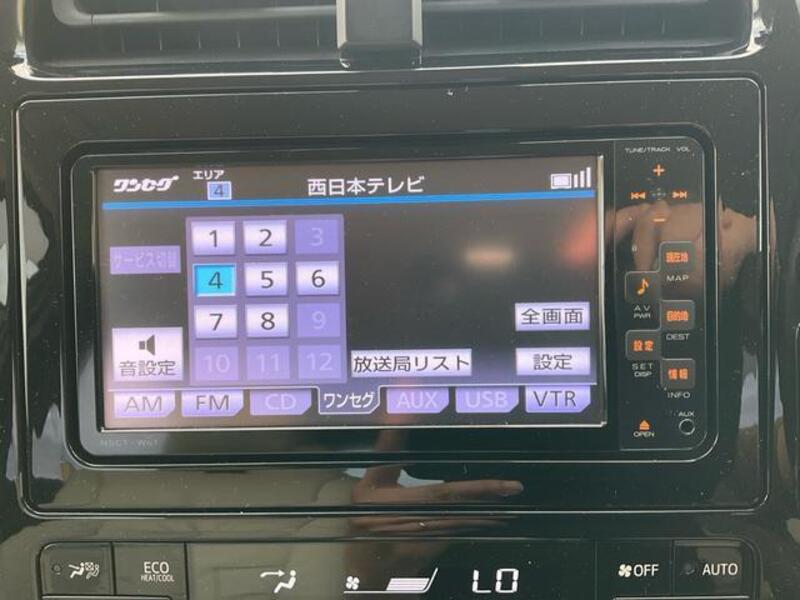 ワンセグ
エリア
4
西日本テレビ
1 2 3
サービス切替
4 5 6
7 8 9
全画面
音設定
10 11 12
放送局リスト
設定
AM FM CD ワンセグ AUX USB VTR
NSCT-W61
TUNE/TRACK VOL
+
−
現在地
MAP
AV
PWR
目的地
DEST
設定
SET
DISP
情報
INFO
AUX
OPEN
ECO
HEAT/COOL
LO
OFF
AUTO